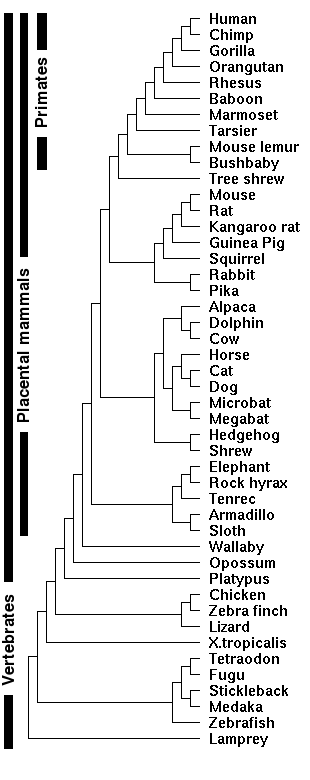 Human
Chimp
Gorilla
Orangutan
Rhesus
Baboon
Marmoset
Tarsier
Mouse lemur
Bushbaby
Tree shrew
Mouse
Rat
Kangaroo rat
Guinea Pig
Squirrel
Rabbit
Pika
Alpaca
Dolphin
Cow
Horse
Cat
Dog
Microbat
Megabat
Hedgehog
Shrew
Elephant
Rock hyrax
Tenrec
Armadillo
Sloth
Wallaby
Opossum
Platypus
Chicken
Zebra finch
Lizard
X.tropicalis
Tetraodon
Fugu
Stickleback
Medaka
Zebrafish
Lamprey
Primates
Placental mammals
Vertebrates